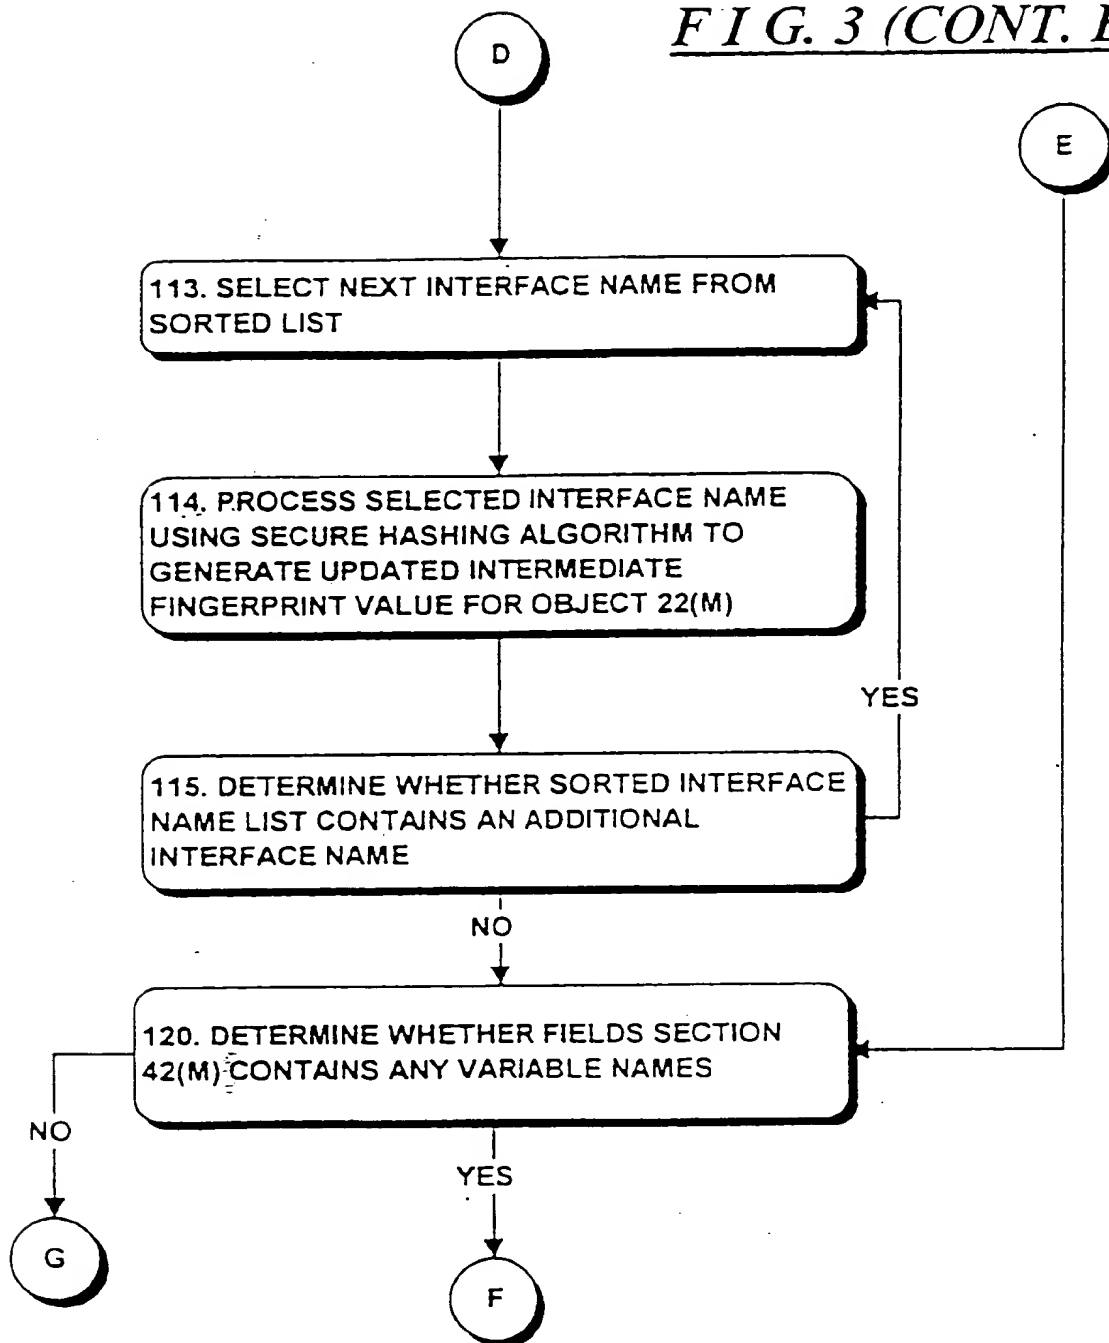 FIG. 3 (CONT.
D
E
113. SELECT NEXT INTERFACE NAME FROM
SORTED LIST
114. PROCESS SELECTED INTERFACE NAME
USING SECURE HASHING ALGORITHM TO
GENERATE UPDATED INTERMEDIATE
FINGERPRINT VALUE FOR OBJECT 22(M)
YES
115. DETERMINE WHETHER SORTED INTERFACE
NAME LIST CONTAINS AN ADDITIONAL
INTERFACE NAME
NO
120. DETERMINE WHETHER FIELDS SECTION
42(M) CONTAINS ANY VARIABLE NAMES
NO
YES
G
F